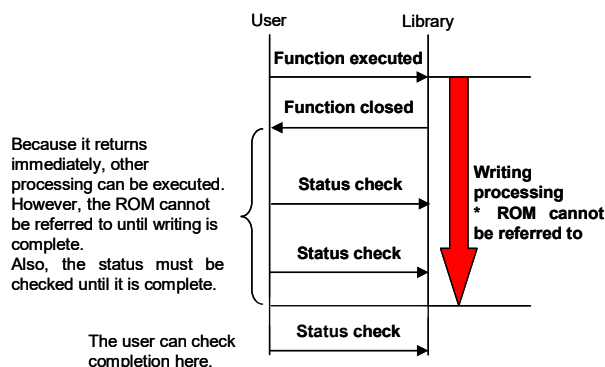 User
Library
Function executed
Function closed
Because it returns
immediately, other
processing can be executed.
However, the ROM cannot
be referred to until writing is
complete.
Also, the status must be
checked until it is complete.
Status check
Writing
processing
* ROM cannot
be referred to
Status check
Status check
The user can check
completion here.